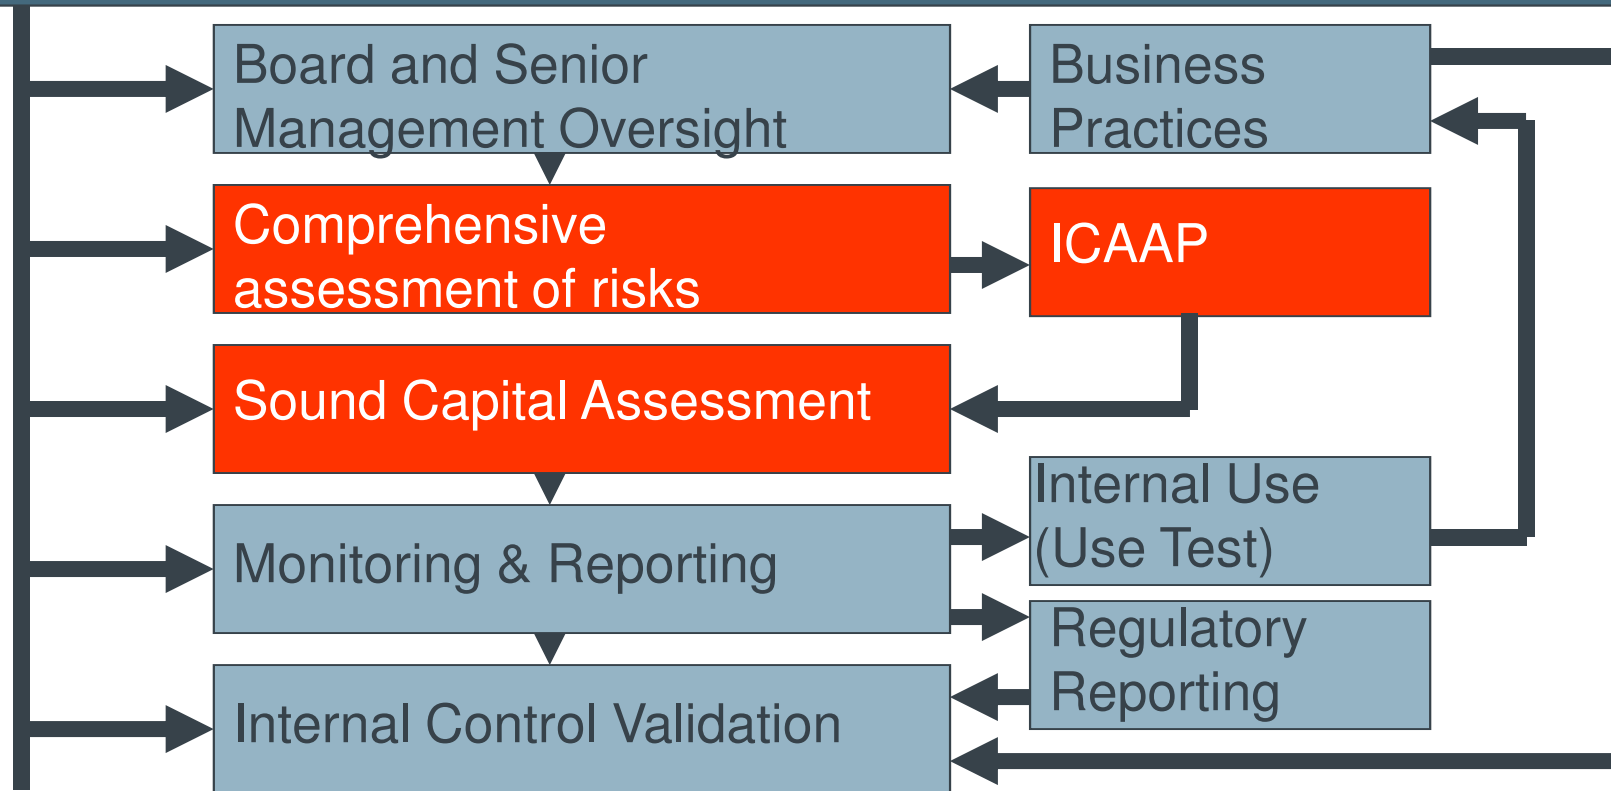 Board and Senior
Management Oversight
Business
Practices
Comprehensive
assessment of risks
ICAAP
Sound Capital Assessment
Internal Use
(Use Test)
Monitoring & Reporting
Regulatory
Reporting
Internal Control Validation